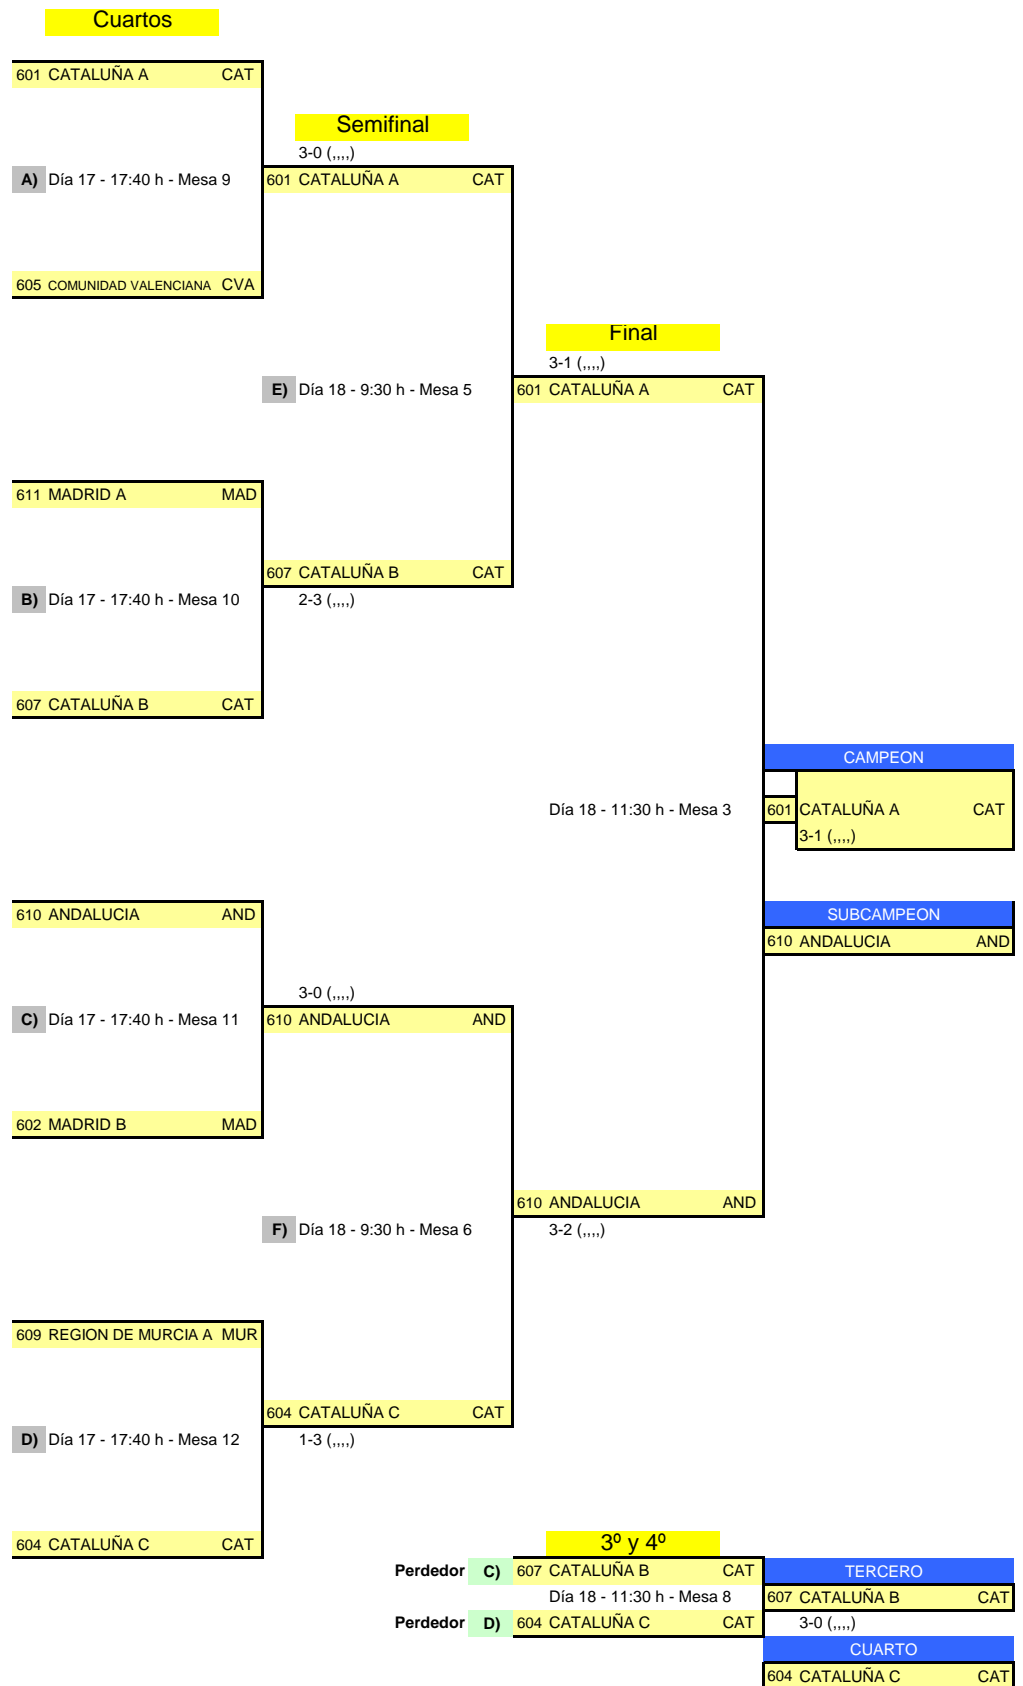 Cuartos
601 CATALUÑA A CAT
Semifinal
3-0 (,,,,)
A) Día 17 - 17:40 h - Mesa 9
601 CATALUÑA A CAT
605 COMUNIDAD VALENCIANA CVA
Final
3-1 (,,,,)
E) Día 18 - 9:30 h - Mesa 5
601 CATALUÑA A CAT
611 MADRID A MAD
607 CATALUÑA B CAT
B) Día 17 - 17:40 h - Mesa 10
2-3 (,,,,)
607 CATALUÑA B CAT
CAMPEON
Día 18 - 11:30 h - Mesa 3
601 CATALUÑA A CAT
3-1 (,,,,)
610 ANDALUCIA AND
SUBCAMPEON
610 ANDALUCIA AND
3-0 (,,,,)
C) Día 17 - 17:40 h - Mesa 11
610 ANDALUCIA AND
602 MADRID B MAD
610 ANDALUCIA AND
F) Día 18 - 9:30 h - Mesa 6
3-2 (,,,,)
609 REGION DE MURCIA A MUR
604 CATALUÑA C CAT
D) Día 17 - 17:40 h - Mesa 12
1-3 (,,,,)
604 CATALUÑA C CAT
3º y 4º
Perdedor C) 607 CATALUÑA B CAT
TERCERO
Día 18 - 11:30 h - Mesa 8
607 CATALUÑA B CAT
Perdedor D) 604 CATALUÑA C CAT
3-0 (,,,,)
CUARTO
604 CATALUÑA C CAT